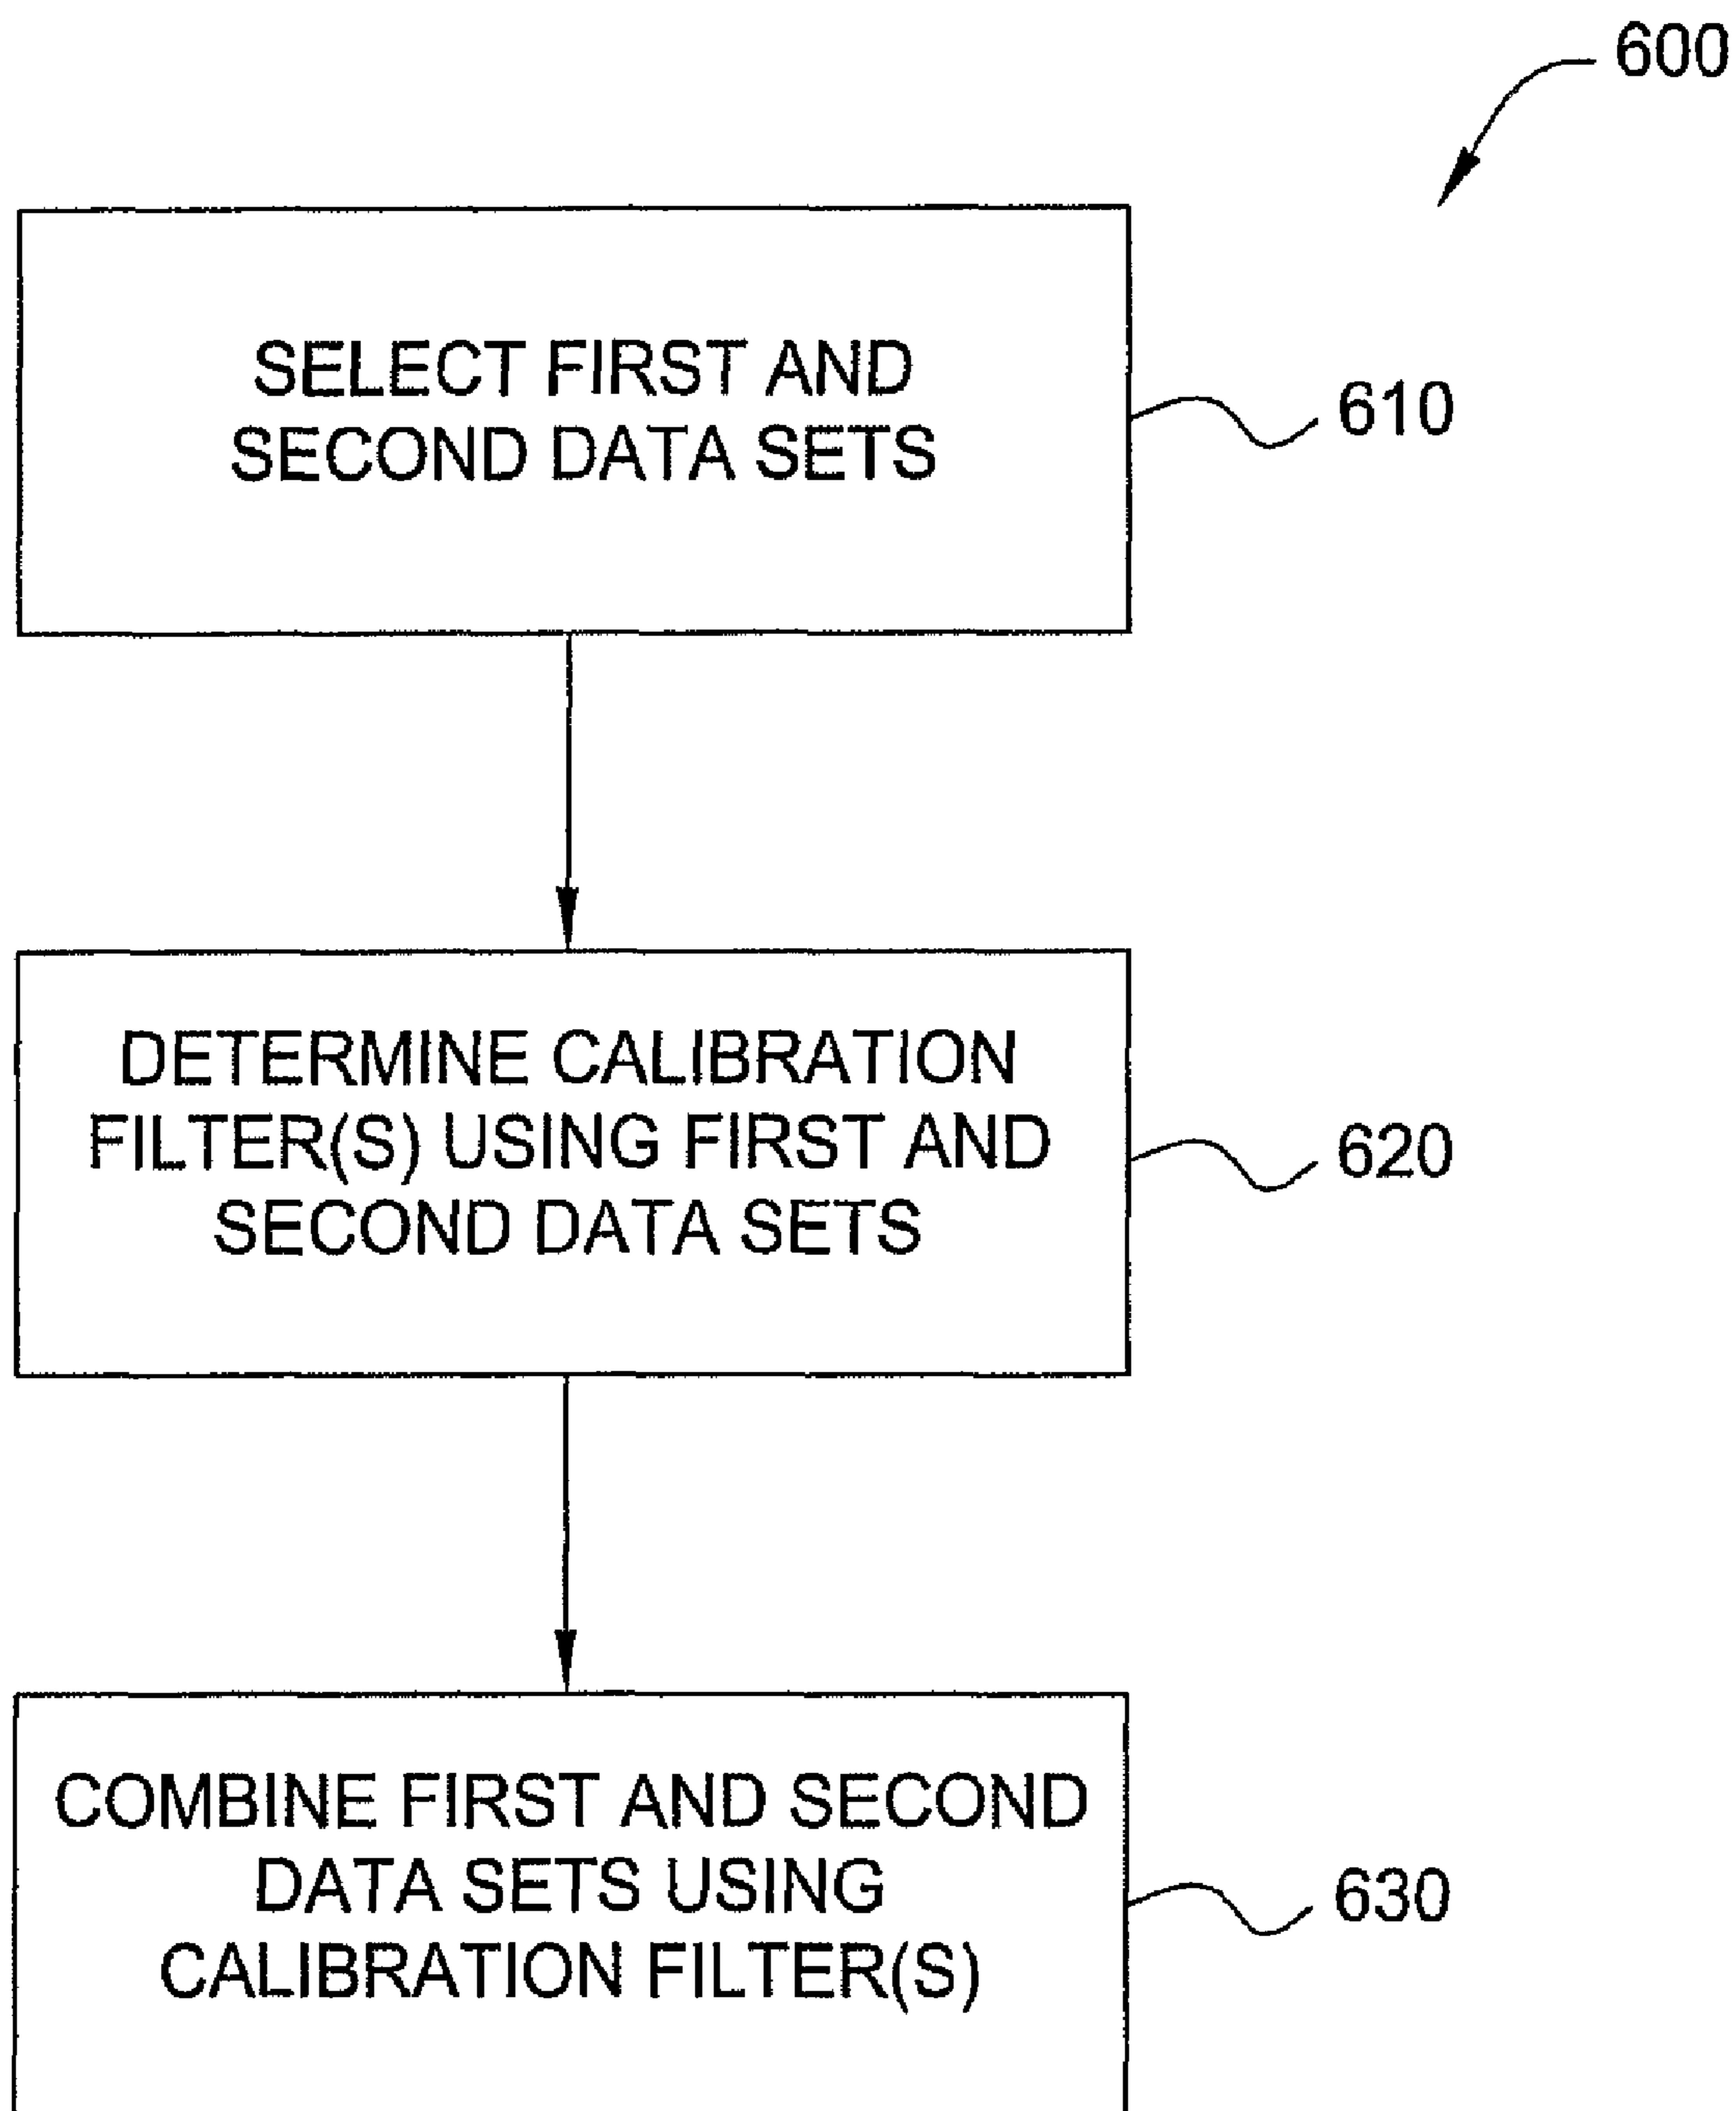 600
SELECT FIRST AND
SECOND DATA SETS
610
DETERMINE CALIBRATION
FILTER(S) USING FIRST AND
SECOND DATA SETS
620
COMBINE FIRST AND SECOND
DATA SETS USING
CALIBRATION FILTER(S)
630